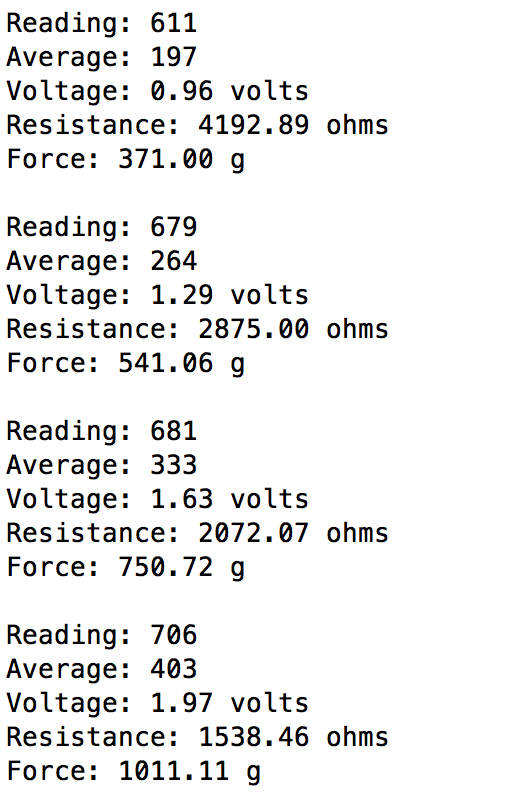 Reading: 611
Average: 197
Voltage: 0.96 volts
Resistance: 4192.89 ohms
Force: 371.00 g

Reading: 679
Average: 264
Voltage: 1.29 volts
Resistance: 2875.00 ohms
Force: 541.06 g

Reading: 681
Average: 333
Voltage: 1.63 volts
Resistance: 2072.07 ohms
Force: 750.72 g

Reading: 706
Average: 403
Voltage: 1.97 volts
Resistance: 1538.46 ohms
Force: 1011.11 g